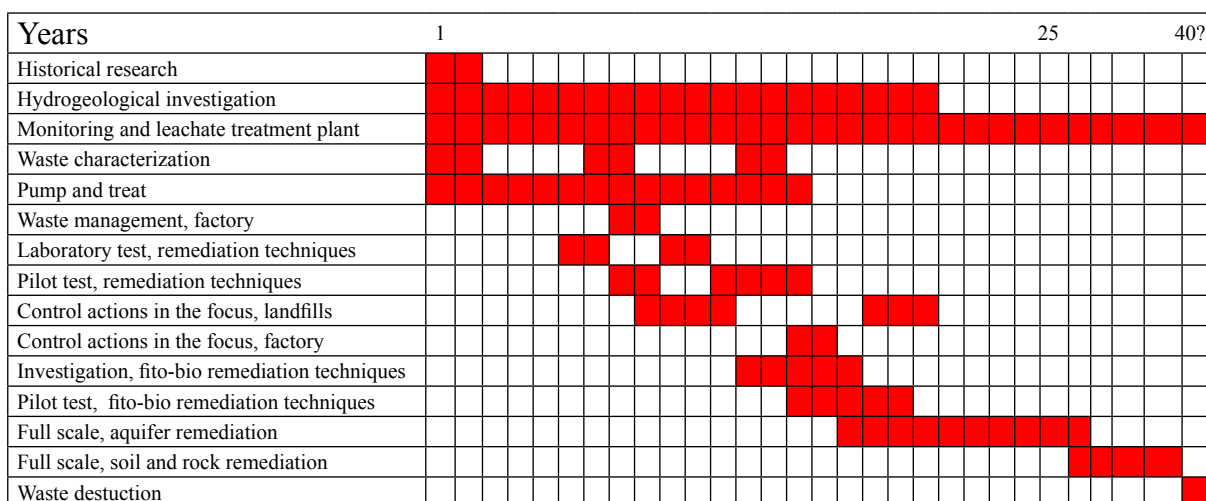 Years 1 25 40?
Historical research
Hydrogeological investigation
Monitoring and leachate treatment plant
Waste characterization
Pump and treat
Waste management, factory
Laboratory test, remediation techniques
Pilot test, remediation techniques
Control actions in the focus, landfills
Control actions in the focus, factory
Investigation, fito-bio remediation techniques
Pilot test,  fito-bio remediation techniques
Full scale, aquifer remediation
Full scale, soil and rock remediation
Waste destuction